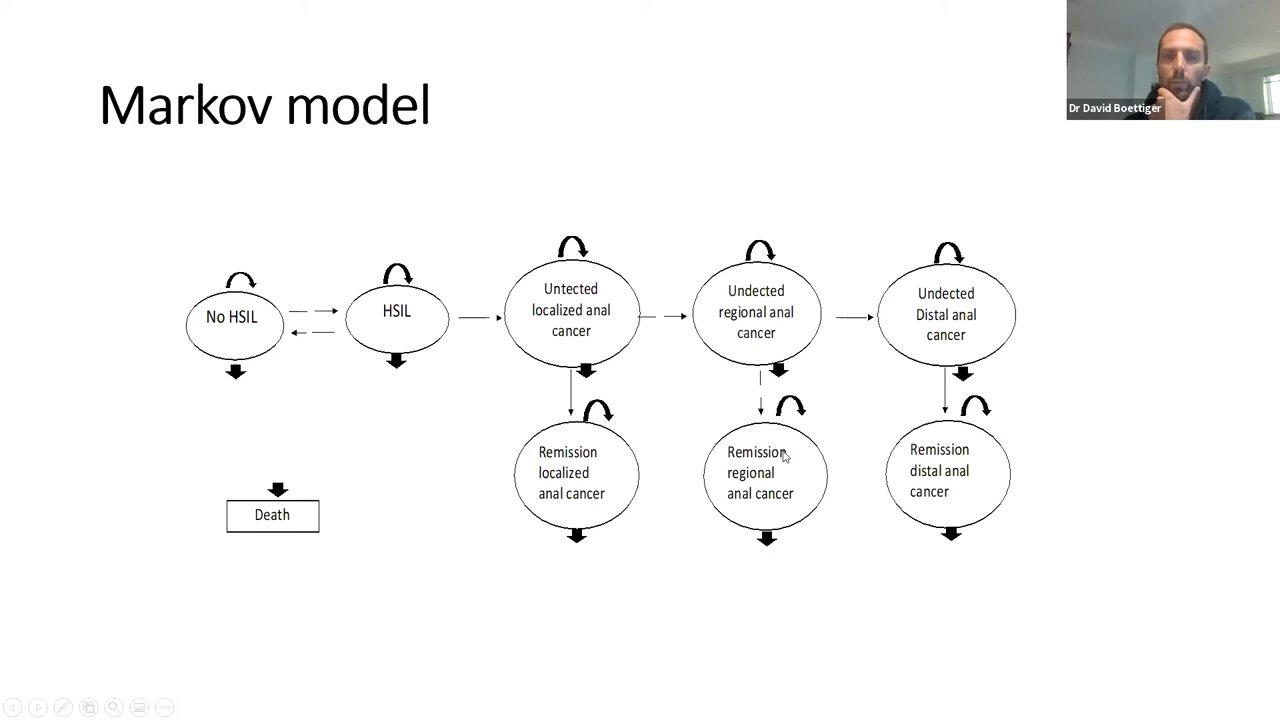 Markov model
Dr David Boettiger
No HSIL
HSIL
Untected
localized anal
cancer
Undected
regional anal
cancer
Undected
Distal anal
cancer
Remission
localized
anal cancer
Remission
regional
anal cancer
Remission
distal anal
cancer
Death